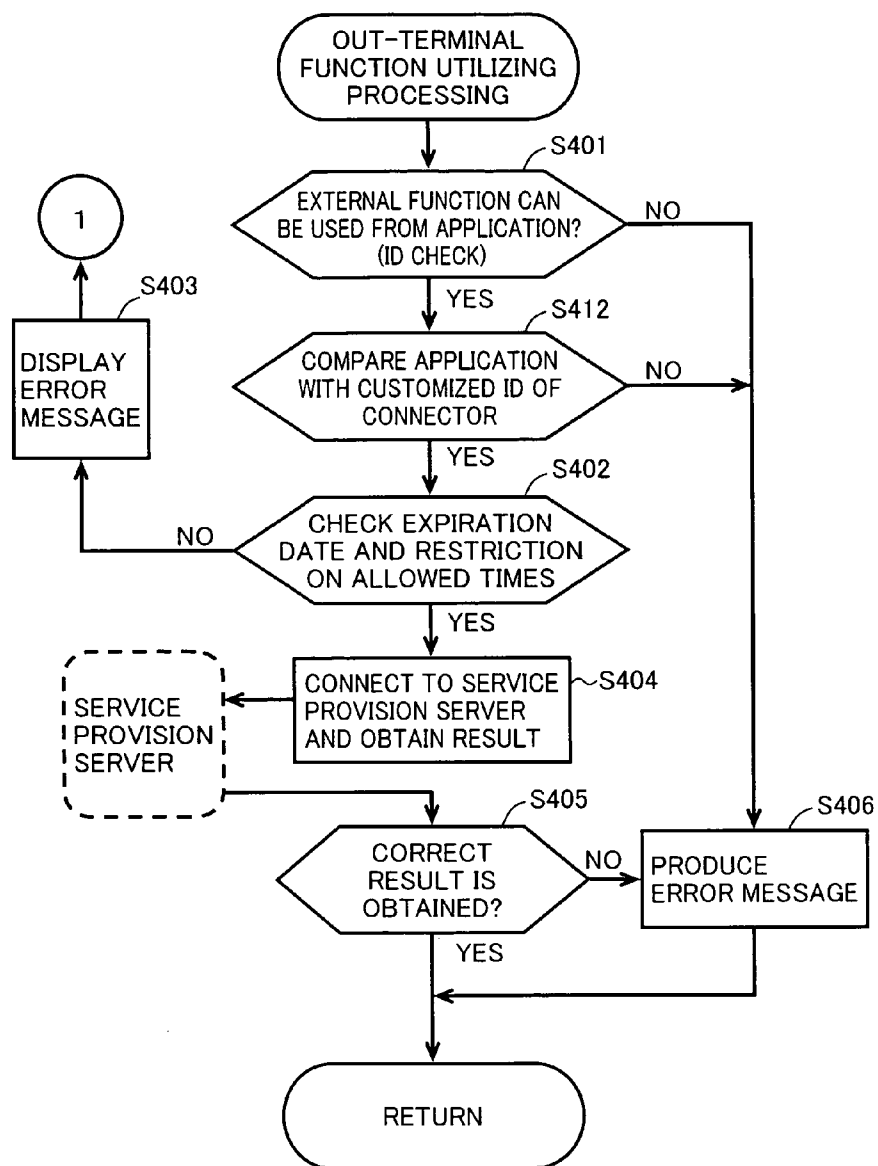 OUT-TERMINAL
FUNCTION UTILIZING
PROCESSING
S401
EXTERNAL FUNCTION CAN
BE USED FROM APPLICATION?
(ID CHECK)
NO
1
YES
S403
S412
DISPLAY
ERROR
MESSAGE
COMPARE APPLICATION
WITH CUSTOMIZED ID OF
CONNECTOR
NO
YES
S402
NO
CHECK EXPIRATION
DATE AND RESTRICTION
ON ALLOWED TIMES
YES
CONNECT TO SERVICE
PROVISION SERVER
AND OBTAIN RESULT
S404
SERVICE
PROVISION
SERVER
S405
CORRECT
RESULT IS
OBTAINED?
NO
S406
PRODUCE
ERROR MESSAGE
YES
RETURN